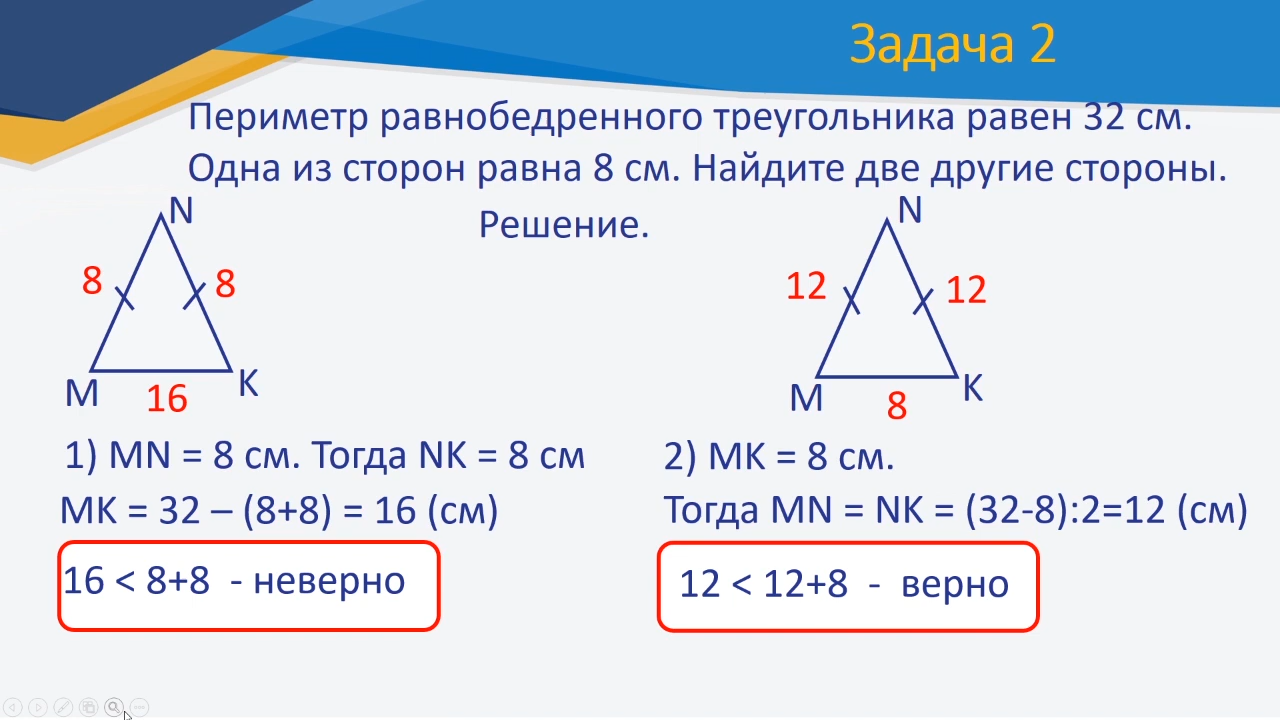 Задача 2
Периметр равнобедренного треугольника равен 32 см.
Одна из сторон равна 8 см. Найдите две другие стороны.
Решение.
N
8
8
M
16
K
N
12
12
M
8
K
1) MN = 8 см. Тогда NK = 8 см
MK = 32 – (8+8) = 16 (см)
16 < 8+8 - неверно
2) MK = 8 см.
Тогда MN = NK = (32-8):2=12 (см)
12 < 12+8 - верно